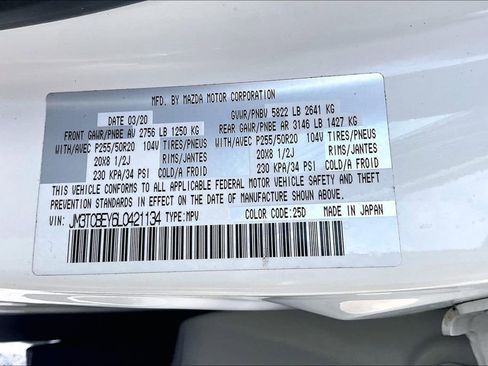 MFD. BY MAZDA MOTOR CORPORATION
DATE 03/20 GVWR/PNBV 5822 LB 2641 KG
FRONT GAWR/PNBE AV 2756 LB 1250 KG REAR GAWR/PNBE AR 3146 LB 1427 KG
WITH/AVEC P255/50R20 104V TIRES/PNEUS WITH/AVEC P255/50R20 104V TIRES/PNEUS
20X8 1/2J RIMS/JANTES 20X8 1/2J RIMS/JANTES
230 KPA/34 PSI COLD/FROID 230 KPA/34 PSI COLD/FROID
THIS VEHICLE CONFORMS TO ALL APPLICABLE FEDERAL MOTOR VEHICLE SAFETY AND THEFT
PREVENTION STANDARDS IN EFFECT ON THE DATE OF MANUFACTURE SHOWN ABOVE.
VIN: JM3TCBEY6L0421134 TYPE:MPV COLOR CODE:25D MADE IN JAPAN